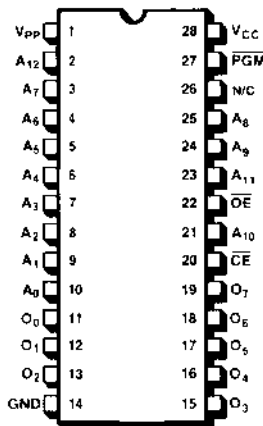 VPP 1 28 VCC
A12 2 27 PGM
A7 3 26 N/C
A6 4 25 A8
A5 5 24 A9
A4 6 23 A11
A3 7 22 OE
A2 8 21 A10
A1 9 20 CE
A0 10 19 O7
O0 11 18 O6
O1 12 17 O5
O2 13 16 O4
GND 14 15 O3